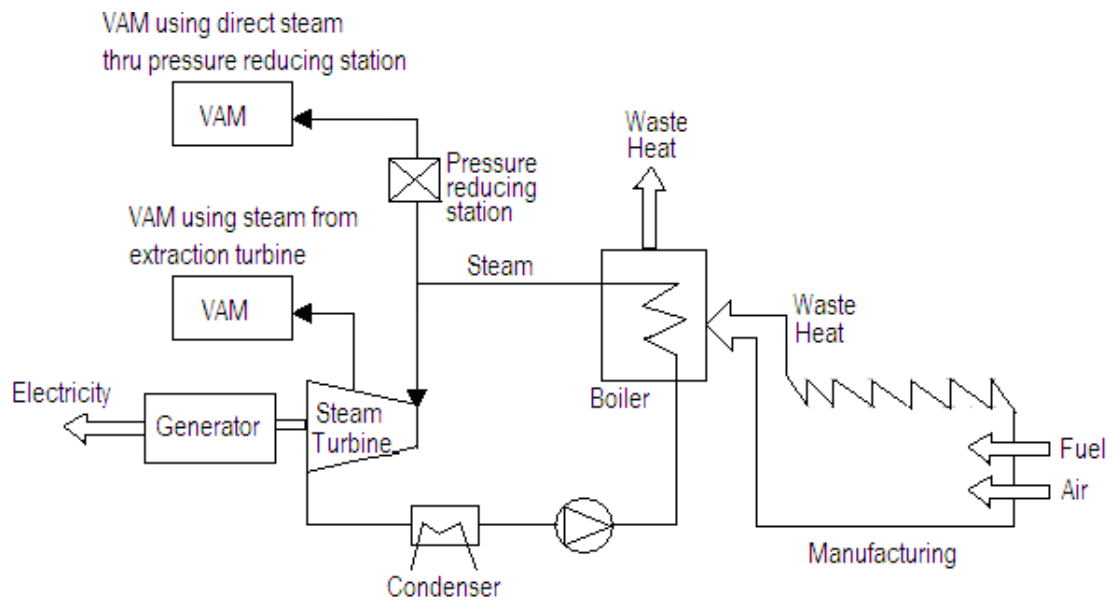 VAM using direct steam
thru pressure reducing station
VAM
Waste
Heat
Pressure
reducing
station
VAM using steam from
extraction turbine
Steam
VAM
Waste
Heat
Electricity
Boiler
Generator
Steam
Turbine
Fuel
Air
Manufacturing
Condenser